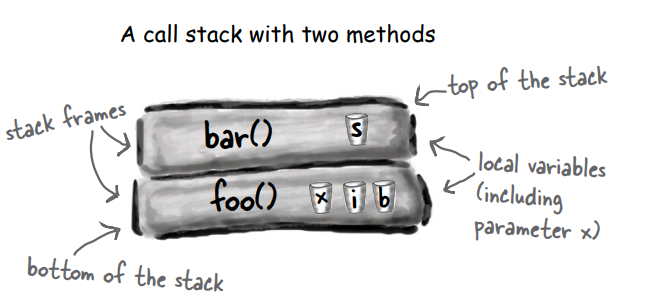 A call stack with two methods
top of the stack
stack frames
bar() s
foo() x i b
local variables
(including
parameter x)
bottom of the stack